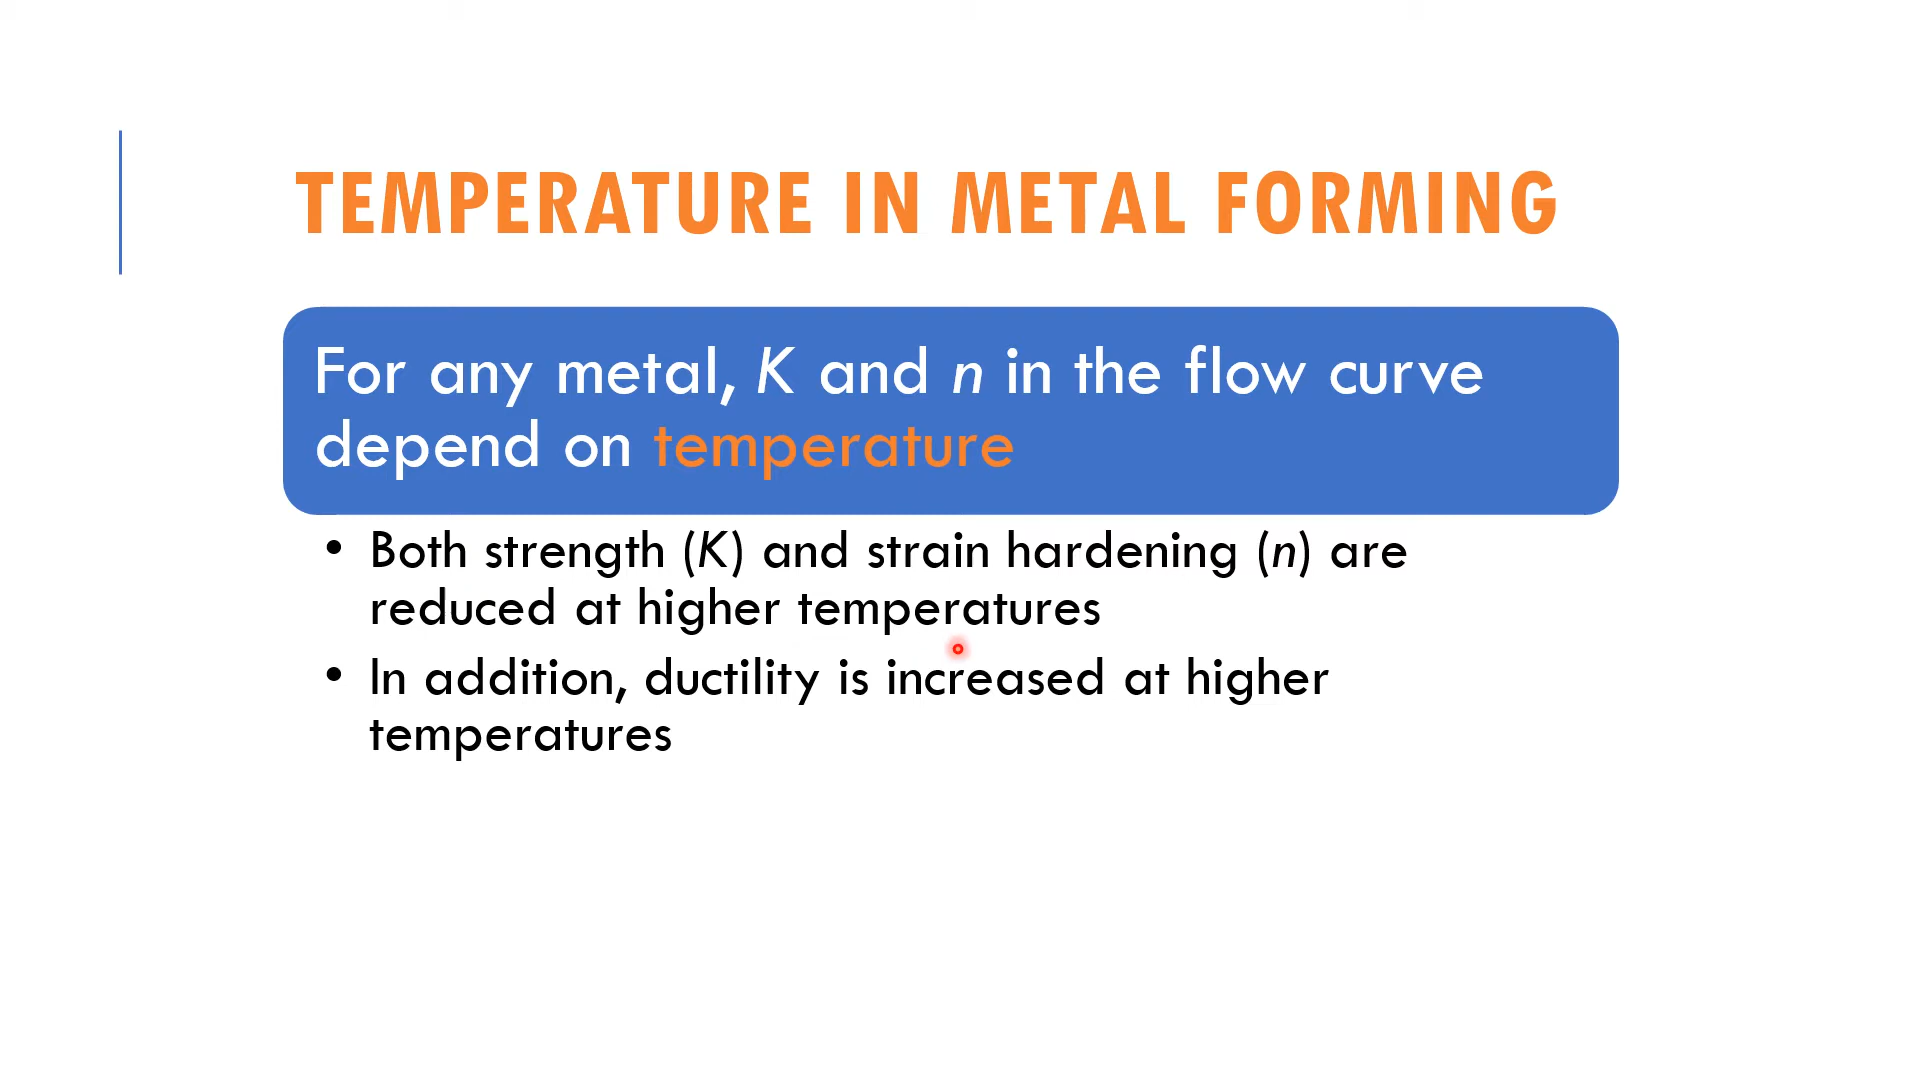 TEMPERATURE IN METAL FORMING
For any metal, K and n in the flow curve
depend on temperature
• Both strength (K) and strain hardening (n) are
reduced at higher temperatures
• In addition, ductility is increased at higher
temperatures